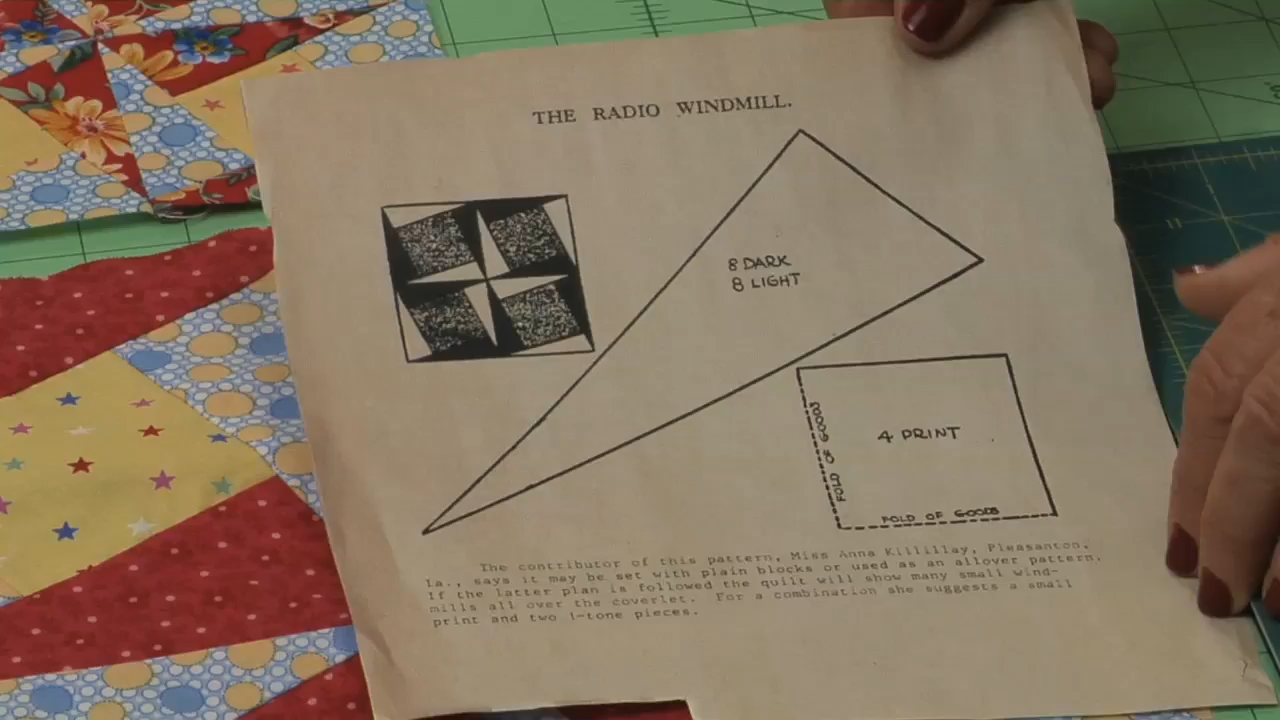 THE RADIO WINDMILL.
8 DARK
8 LIGHT
4 PRINT
FOLD OF GOODS
FOLD OF GOODS
The contributor of this pattern, Miss Anna Killillay, Pleasanton,
Ia., says it may be set with plain blocks or used as an allover pattern.
If the latter plan is followed the quilt will show many small wind-
mills all over the coverlet. For a combination she suggests a small
print and two 1-tone pieces.